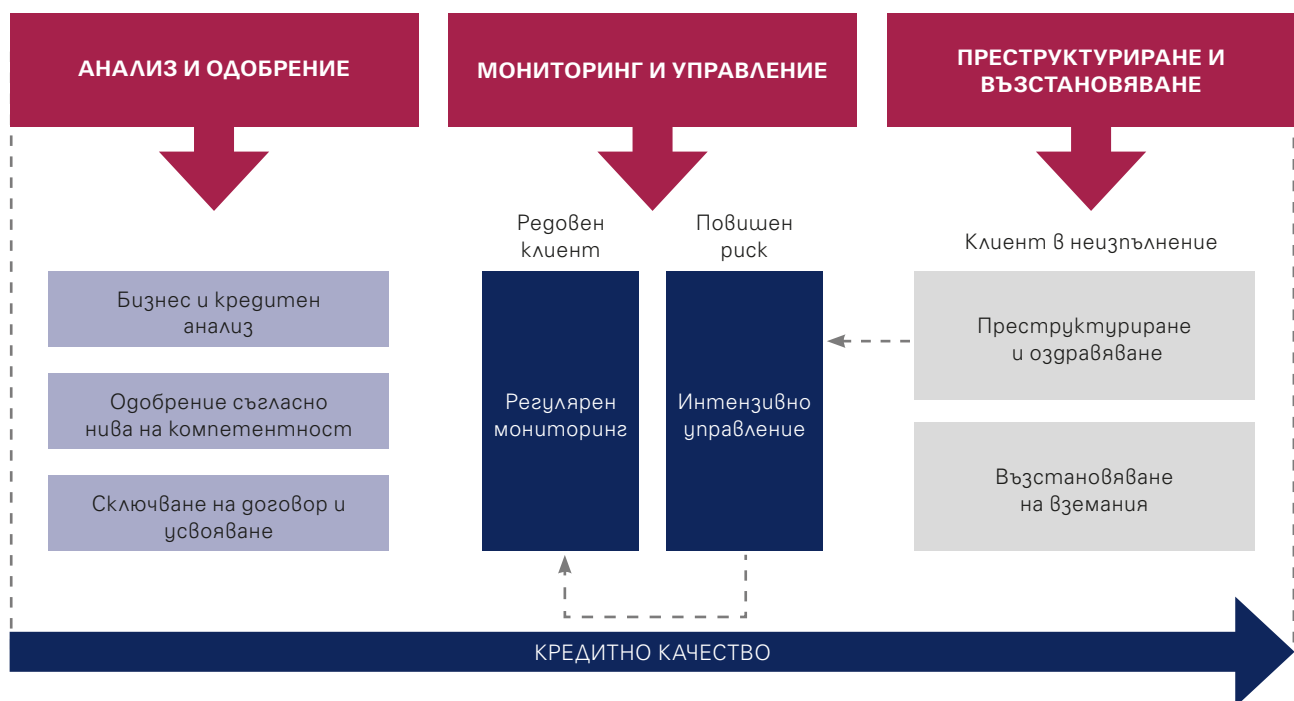 АНАЛИЗ И ОДОБРЕНИЕ
МОНИТОРИНГ И УПРАВЛЕНИЕ
ПРЕСТРУКТУРИРАНЕ И
ВЪЗСТАНОВЯВАНЕ
Бизнес и кредитен
анализ
Одобрение съгласно
нива на компетентност
Сключване на договор и
усвояване
Редовен
клиент
Регулярен
мониторинг
Повишен
риск
Интензивно
управление
Клиент в неизпълнение
Преструктуриране
и оздравяване
Възстановяване
на вземания
КРЕДИТНО КАЧЕСТВО